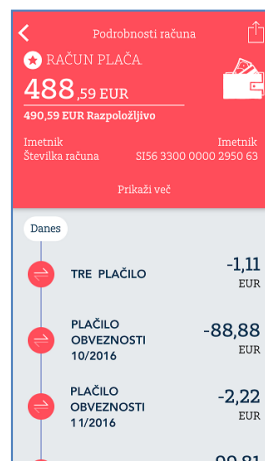 Podrobnosti računa
RAČUN PLAČA
488,59 EUR
490,59 EUR Razpoložljivo
Imetnik Imetnik
Številka računa SI56 3300 0000 2950 63
Prikaži več
Danes
TRE PLAČILO -1,11
EUR
PLAČILO
OBVEZNOSTI -88,88
10/2016 EUR
PLAČILO
OBVEZNOSTI -2,22
11/2016 EUR